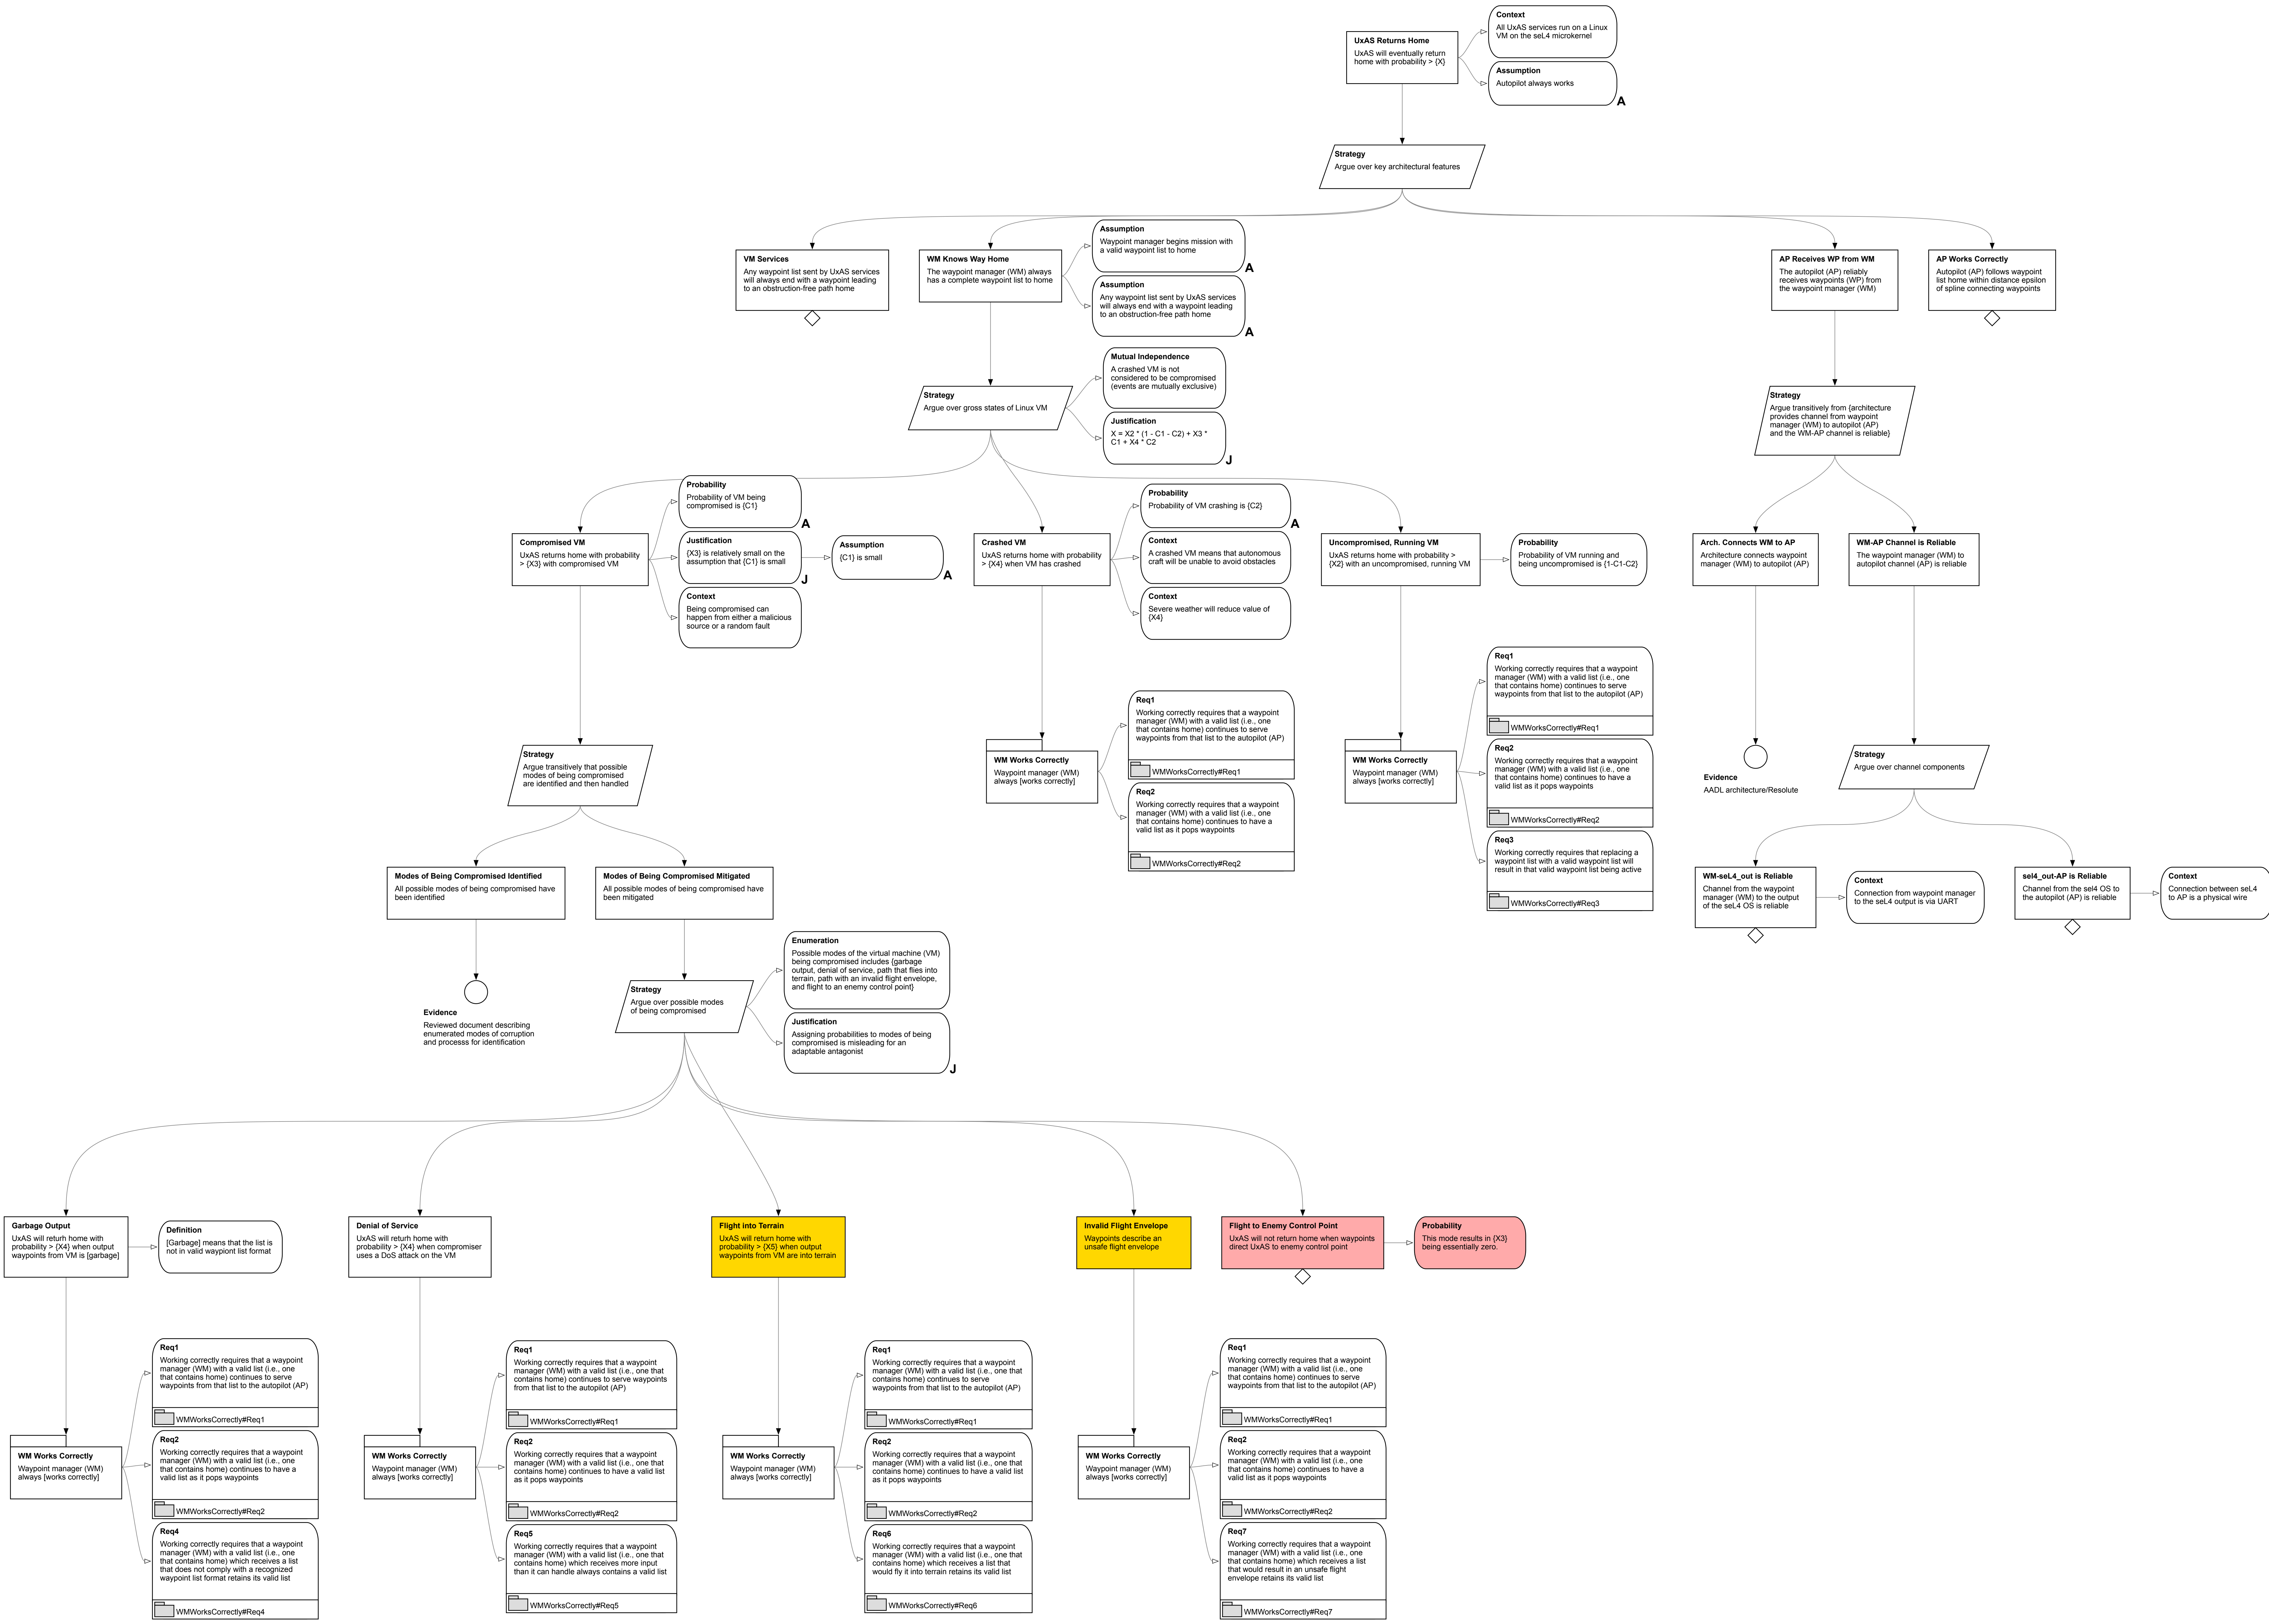 Context
All UxAS services run on a Linux
VM on the seL4 microkernel
UxAS Returns Home
UxAS will eventually return
home with probability > {X}
Assumption
Autopilot always works
A
Strategy
Argue over key architectural features
VM Services
Any waypoint list sent by UxAS services
will always end with a waypoint leading
to an obstruction-free path home
WM Knows Way Home
The waypoint manager (WM) always
has a complete waypoint list to home
Assumption
Waypoint manager begins mission with
a valid waypoint list to home
A
Assumption
Any waypoint list sent by UxAS services
will always end with a waypoint leading
to an obstruction-free path home
A
AP Receives WP from WM
The autopilot (AP) reliably
receives waypoints (WP) from
the waypoint manager (WM)
AP Works Correctly
Autopilot (AP) follows waypoint
list home within distance epsilon
of spline connecting waypoints
Strategy
Argue over gross states of Linux VM
Mutual Independence
A crashed VM is not
considered to be compromised
(events are mutually exclusive)
Justification
X = X2 * (1 - C1 - C2) + X3 *
C1 + X4 * C2
J
Strategy
Argue transitively from {architecture
provides channel from waypoint
manager (WM) to autopilot (AP)
and the WM-AP channel is reliable}
Compromised VM
UxAS returns home with probability
> {X3} with compromised VM
Probability
Probability of VM being
compromised is {C1}
A
Justification
{X3} is relatively small on the
assumption that {C1} is small
J
Assumption
{C1} is small
A
Context
Being compromised can
happen from either a malicious
source or a random fault
Crashed VM
UxAS returns home with probability
> {X4} when VM has crashed
Probability
Probability of VM crashing is {C2}
A
Context
A crashed VM means that autonomous
craft will be unable to avoid obstacles
Context
Severe weather will reduce value of
{X4}
Uncompromised, Running VM
UxAS returns home with probability >
{X2} with an uncompromised, running VM
Probability
Probability of VM running and
being uncompromised is {1-C1-C2}
Arch. Connects WM to AP
Architecture connects waypoint
manager (WM) to autopilot (AP)
WM-AP Channel is Reliable
The waypoint manager (WM) to
autopilot channel (AP) is reliable
Strategy
Argue transitively that possible
modes of being compromised
are identified and then handled
WM Works Correctly
Waypoint manager (WM)
always [works correctly]
Req1
Working correctly requires that a waypoint
manager (WM) with a valid list (i.e., one
that contains home) continues to serve
waypoints from that list to the autopilot (AP)
WMWorksCorrectly#Req1
Req2
Working correctly requires that a waypoint
manager (WM) with a valid list (i.e., one
that contains home) continues to have a
valid list as it pops waypoints
WMWorksCorrectly#Req2
WM Works Correctly
Waypoint manager (WM)
always [works correctly]
Req1
Working correctly requires that a waypoint
manager (WM) with a valid list (i.e., one
that contains home) continues to serve
waypoints from that list to the autopilot (AP)
WMWorksCorrectly#Req1
Req2
Working correctly requires that a waypoint
manager (WM) with a valid list (i.e., one
that contains home) continues to have a
valid list as it pops waypoints
WMWorksCorrectly#Req2
Req3
Working correctly requires that replacing a
waypoint list with a valid waypoint list will
result in that valid waypoint list being active
WMWorksCorrectly#Req3
Evidence
AADL architecture/Resolute
Strategy
Argue over channel components
WM-seL4_out is Reliable
Channel from the waypoint
manager (WM) to the output
of the seL4 OS is reliable
Context
Connection from waypoint manager
to the seL4 output is via UART
sel4_out-AP is Reliable
Channel from the sel4 OS to
the autopilot (AP) is reliable
Context
Connection between seL4
to AP is a physical wire
Modes of Being Compromised Identified
All possible modes of being compromised have
been identified
Modes of Being Compromised Mitigated
All possible modes of being compromised have
been mitigated
Evidence
Reviewed document describing
enumerated modes of corruption
and processs for identification
Strategy
Argue over possible modes
of being compromised
Enumeration
Possible modes of the virtual machine (VM)
being compromised includes {garbage
output, denial of service, path that flies into
terrain, path with an invalid flight envelope,
and flight to an enemy control point}
Justification
Assigning probabilities to modes of being
compromised is misleading for an
adaptable antagonist
J
Garbage Output
UxAS will return home with
probability > {X4} when output
waypoints from VM is [garbage]
Definition
[Garbage] means that the list is
not in valid waypiont list format
Denial of Service
UxAS will return home with
probability > {X4} when compromiser
uses a DoS attack on the VM
Flight into Terrain
UxAS will return home with
probability > {X5} when output
waypoints from VM are into terrain
Invalid Flight Envelope
Waypoints describe an
unsafe flight envelope
Flight to Enemy Control Point
UxAS will not return home when waypoints
direct UxAS to enemy control point
Probability
This mode results in {X3}
being essentially zero.
WM Works Correctly
Waypoint manager (WM)
always [works correctly]
Req1
Working correctly requires that a waypoint
manager (WM) with a valid list (i.e., one
that contains home) continues to serve
waypoints from that list to the autopilot (AP)
WMWorksCorrectly#Req1
Req2
Working correctly requires that a waypoint
manager (WM) with a valid list (i.e., one
that contains home) continues to have a
valid list as it pops waypoints
WMWorksCorrectly#Req2
Req4
Working correctly requires that a waypoint
manager (WM) with a valid list (i.e., one
that contains home) which receives a list
that does not comply with a recognized
waypoint list format retains its valid list
WMWorksCorrectly#Req4
WM Works Correctly
Waypoint manager (WM)
always [works correctly]
Req1
Working correctly requires that a waypoint
manager (WM) with a valid list (i.e., one that
contains home) continues to serve waypoints
from that list to the autopilot (AP)
WMWorksCorrectly#Req1
Req2
Working correctly requires that a waypoint
manager (WM) with a valid list (i.e., one that
contains home) continues to have a valid list
as it pops waypoints
WMWorksCorrectly#Req2
Req5
Working correctly requires that a waypoint
manager (WM) with a valid list (i.e., one that
contains home) which receives more input
than it can handle always contains a valid list
WMWorksCorrectly#Req5
WM Works Correctly
Waypoint manager (WM)
always [works correctly]
Req1
Working correctly requires that a waypoint
manager (WM) with a valid list (i.e., one that
contains home) continues to serve
waypoints from that list to the autopilot (AP)
WMWorksCorrectly#Req1
Req2
Working correctly requires that a waypoint
manager (WM) with a valid list (i.e., one that
contains home) continues to have a valid list
as it pops waypoints
WMWorksCorrectly#Req2
Req6
Working correctly requires that a waypoint
manager (WM) with a valid list (i.e., one that
contains home) which receives a list that
would fly it into terrain retains its valid list
WMWorksCorrectly#Req6
WM Works Correctly
Waypoint manager (WM)
always [works correctly]
Req1
Working correctly requires that a waypoint
manager (WM) with a valid list (i.e., one
that contains home) continues to serve
waypoints from that list to the autopilot (AP)
WMWorksCorrectly#Req1
Req2
Working correctly requires that a waypoint
manager (WM) with a valid list (i.e., one
that contains home) continues to have a
valid list as it pops waypoints
WMWorksCorrectly#Req2
Req7
Working correctly requires that a waypoint
manager (WM) with a valid list (i.e., one
that contains home) which receives a list
that would result in an unsafe flight
envelope retains its valid list
WMWorksCorrectly#Req7